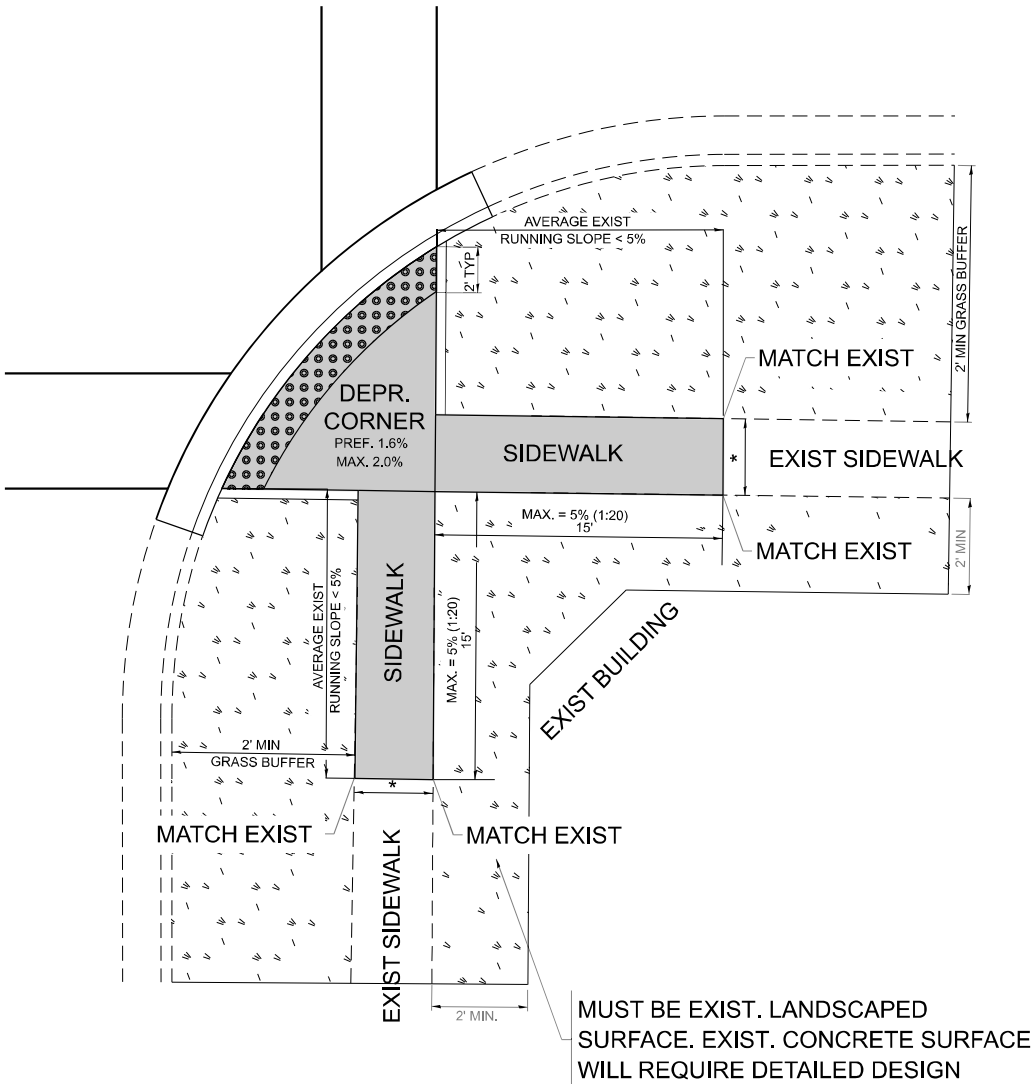 AVERAGE EXIST
RUNNING SLOPE < 5%
2' TYP
2' MIN GRASS BUFFER
MATCH EXIST
DEPR.
CORNER
PREF. 1.6%
MAX. 2.0%
SIDEWALK
*
EXIST SIDEWALK
MAX. = 5% (1:20)
15'
MATCH EXIST
2' MIN
AVERAGE EXIST
RUNNING SLOPE < 5%
SIDEWALK
MAX. = 5% (1:20)
15'
EXIST BUILDING
2' MIN
GRASS BUFFER
*
MATCH EXIST
MATCH EXIST
EXIST SIDEWALK
2' MIN.
MUST BE EXIST. LANDSCAPED
SURFACE. EXIST. CONCRETE SURFACE
WILL REQUIRE DETAILED DESIGN